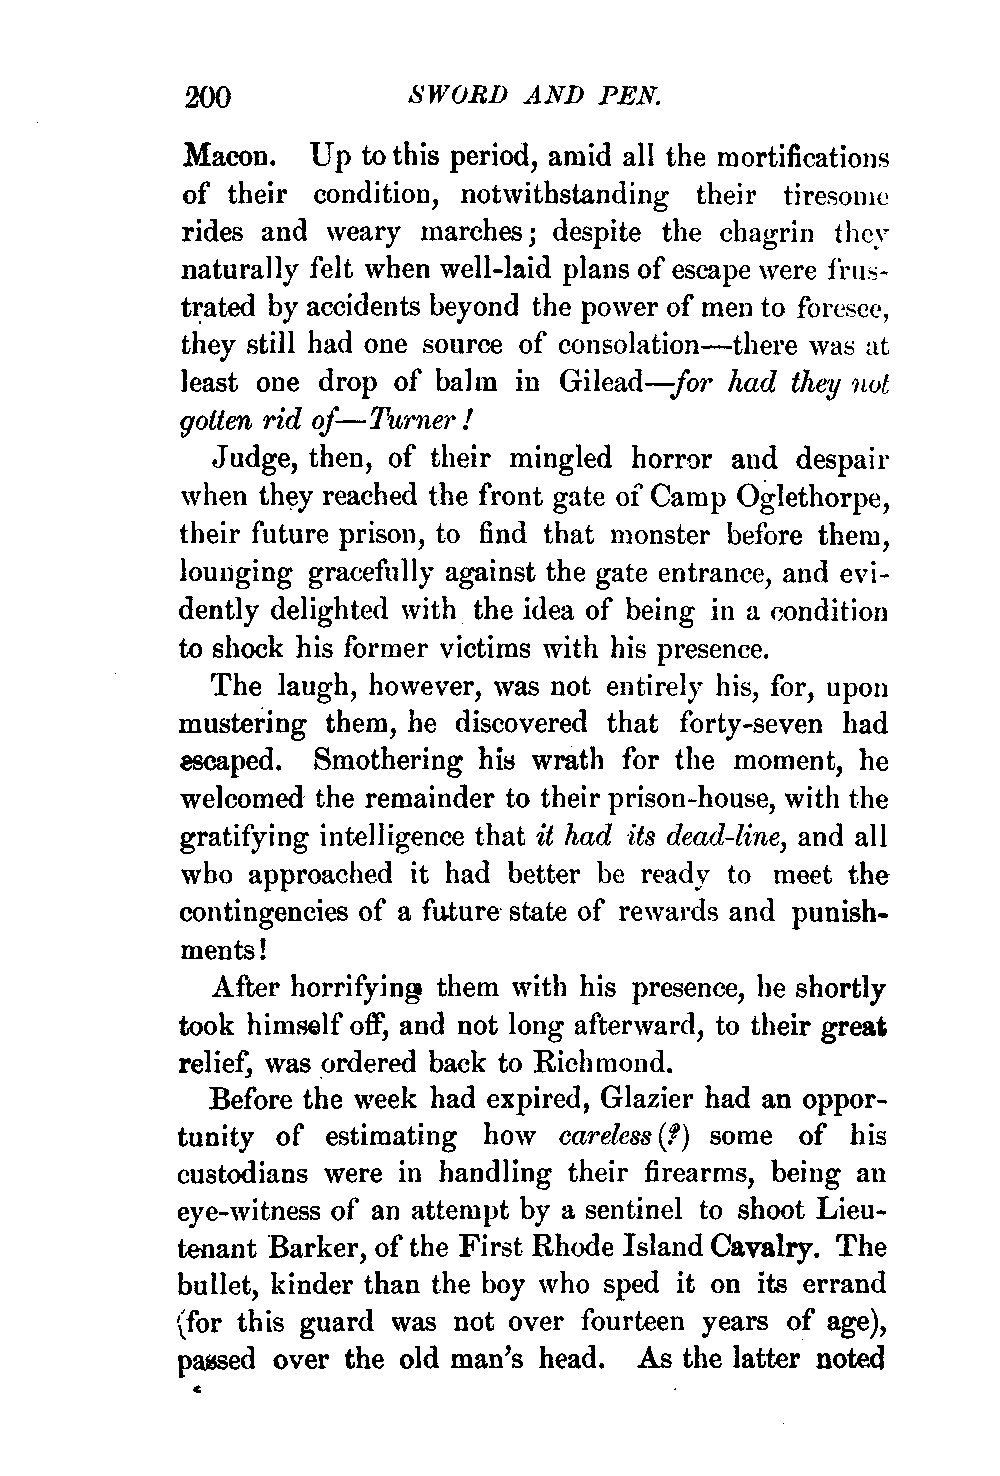 200 SWORD AND PEN.
Macon. Up to this period, amid all the mortifications
of their condition, notwithstanding their tiresome
rides and weary marches; despite the chagrin they
naturally felt when well-laid plans of escape were frus-
trated by accidents beyond the power of men to foresee,
they still had one source of consolation—there was at
least one drop of balm in Gilead—for had they not
gotten rid of—Turner!
Judge, then, of their mingled horror and despair
when they reached the front gate of Camp Oglethorpe,
their future prison, to find that monster before them,
lounging gracefully against the gate entrance, and evi-
dently delighted with the idea of being in a condition
to shock his former victims with his presence.
The laugh, however, was not entirely his, for, upon
mustering them, he discovered that forty-seven had
escaped. Smothering his wrath for the moment, he
welcomed the remainder to their prison-house, with the
gratifying intelligence that it had its dead-line, and all
who approached it had better be ready to meet the
contingencies of a future state of rewards and punish-
ments!
After horrifying them with his presence, he shortly
took himself off, and not long afterward, to their great
relief, was ordered back to Richmond.
Before the week had expired, Glazier had an oppor-
tunity of estimating how careless (?) some of his
custodians were in handling their firearms, being an
eye-witness of an attempt by a sentinel to shoot Lieu-
tenant Barker, of the First Rhode Island Cavalry. The
bullet, kinder than the boy who sped it on its errand
(for this guard was not over fourteen years of age),
passed over the old man's head. As the latter noted